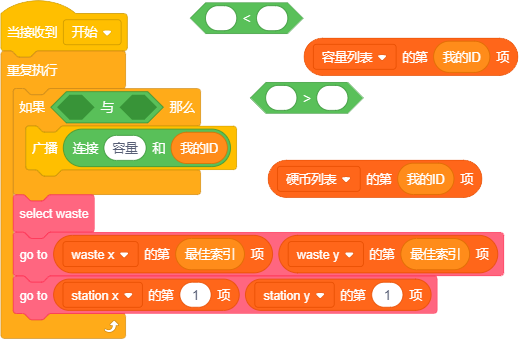 当接收到 开始
<
容量列表 的第 我的ID 项
重复执行
如果 与 那么
>
广播 连接 容量 和 我的ID
硬币列表 的第 我的ID 项
select waste
go to waste x 的第 最佳索引 项 waste y 的第 最佳索引 项
go to station x 的第 1 项 station y 的第 1 项